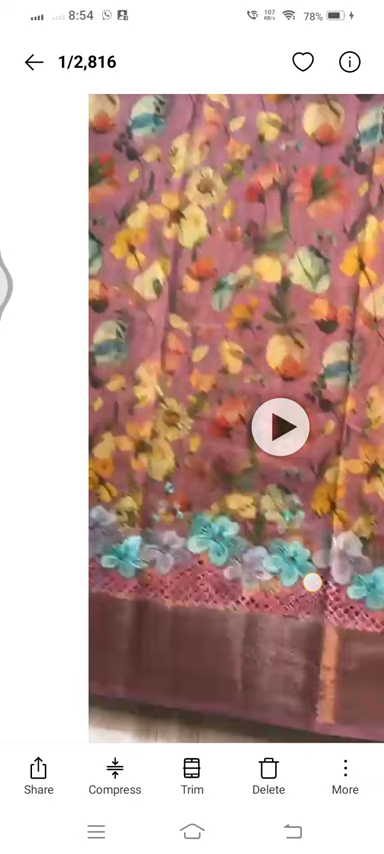 8:54
107
KB/s
78%
1/2,816
Share
Compress
Trim
Delete
More